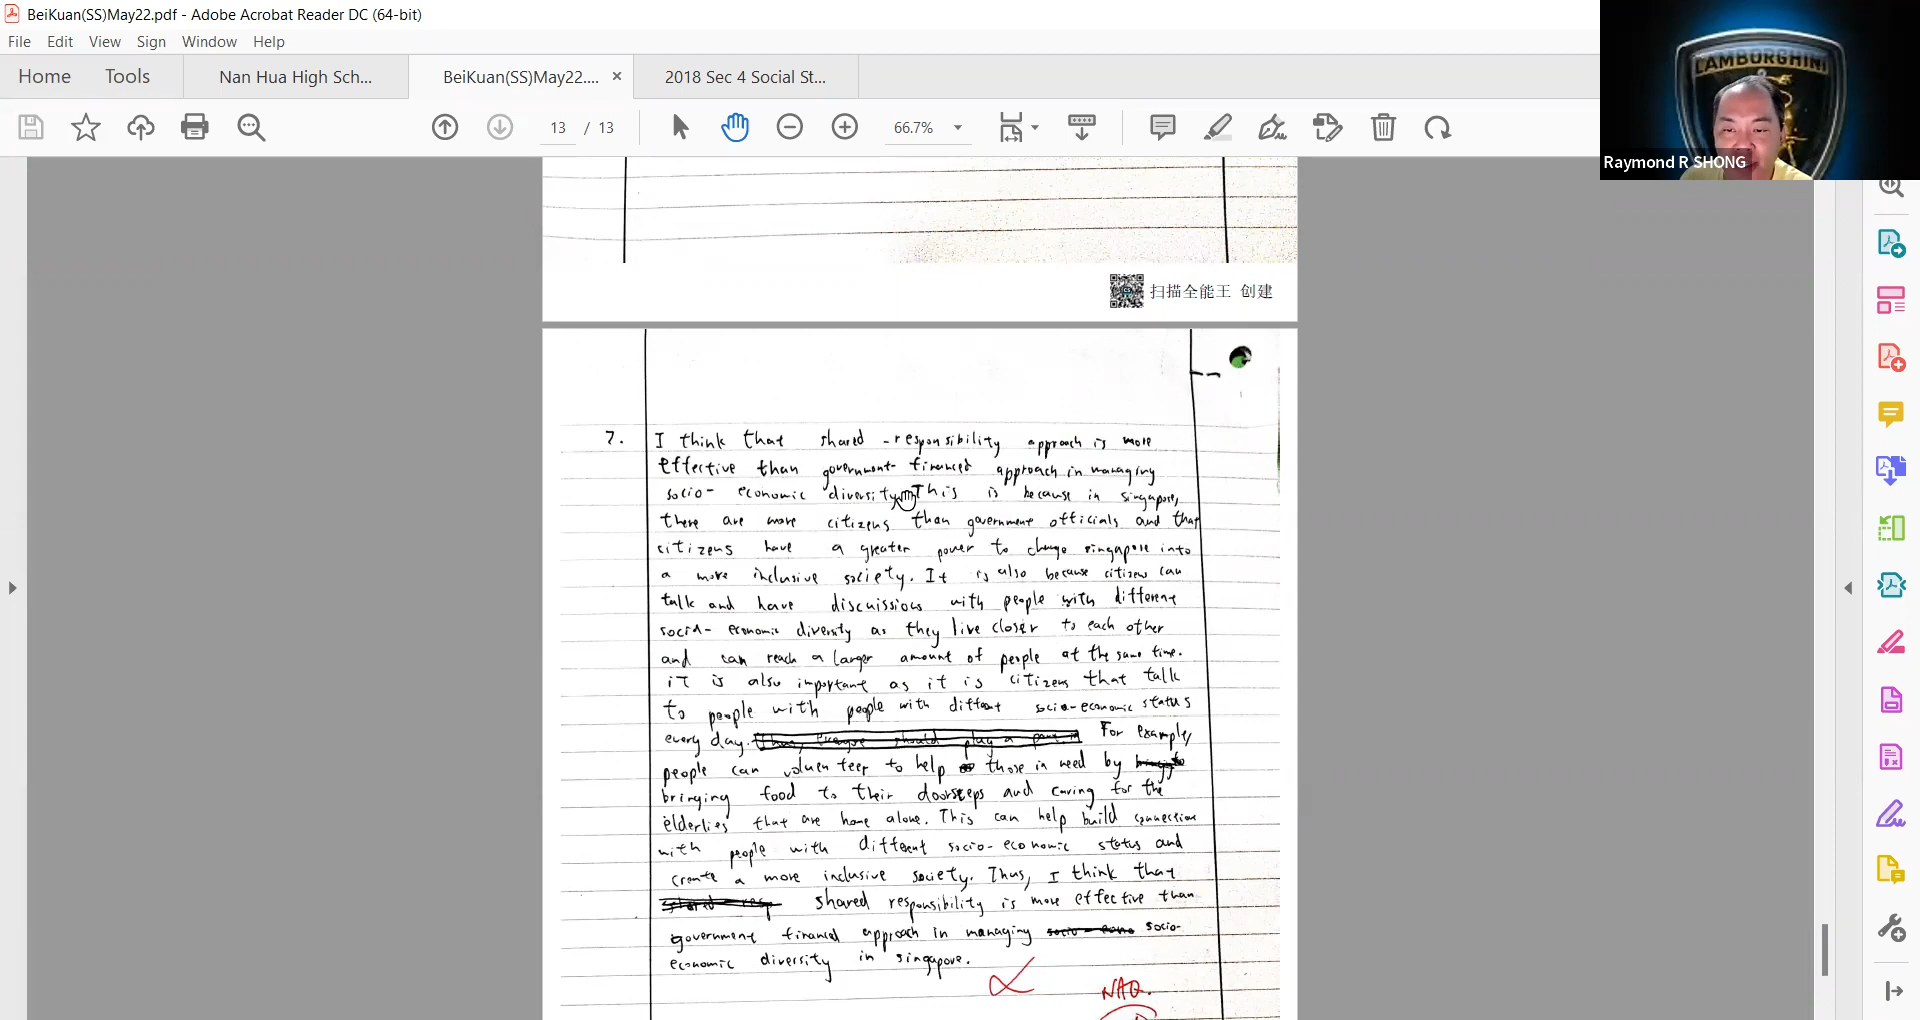 BeiKuan(SS)May22.pdf - Adobe Acrobat Reader DC (64-bit)
File Edit View Sign Window Help
Home Tools Nan Hua High Sch... BeiKuan(SS)May22.... × 2018 Sec 4 Social St...
13 / 13 66.7%
LAMBORGHINI
Raymond R SHONG
扫描全能王 创建
7. I think that shared-responsibility approach is more
effective than government-financed approach in managing
socio-economic diversity This is because in singapore,
there are more citizens than government officials and that
citizens have a greater power to change singapore into
a more inclusive society. It is also because citizens can
talk and have discuissions with people with different
socio-economic diversity as they live closer to each other
and can reach a larger amount of people at the same time.
it is also important as it is citizens that talk
to people with people with different socio-economic status
every day. For example,
people can volunteer to help those in need by
bringing food to their doorsteps and caring for the
elderlies that are home alone. This can help build connection
with people with different socio-economic status and
create a more inclusive society. Thus, I think that
shared responsibility is more effective than
government financial approach in managing socio-
economic diversity in singapore.
NAQ.